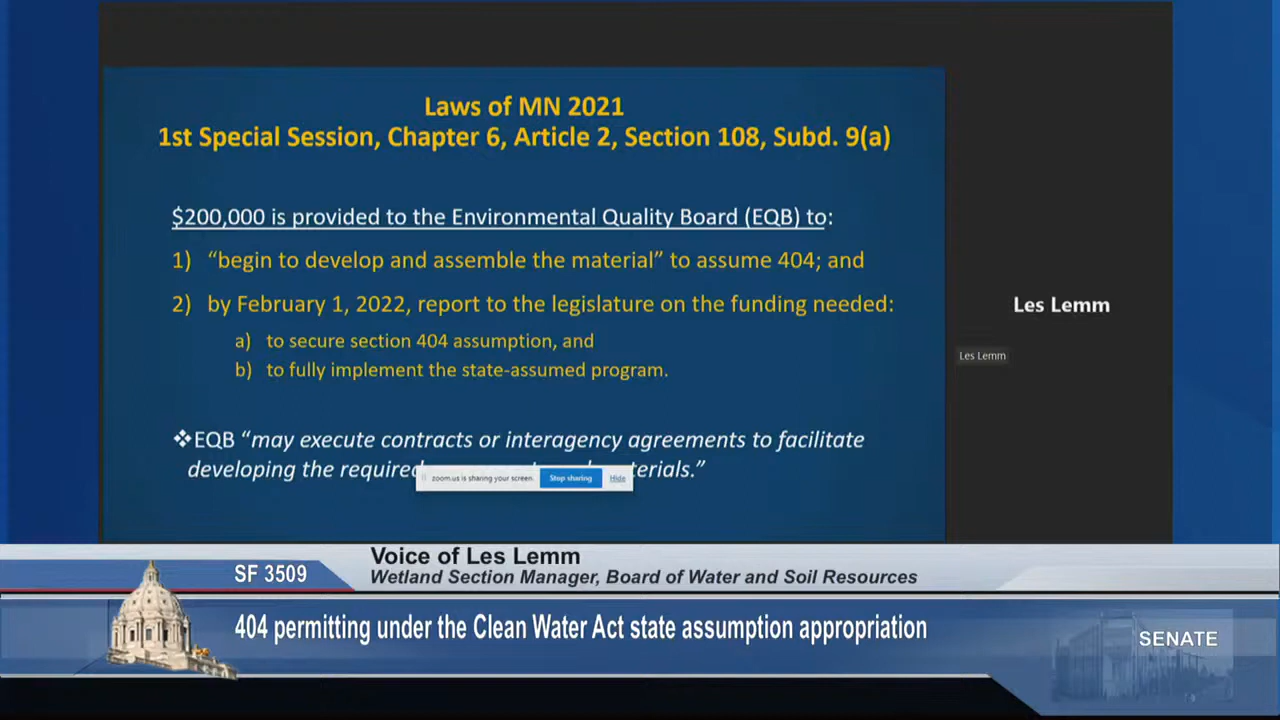 Laws of MN 2021
1st Special Session, Chapter 6, Article 2, Section 108, Subd. 9(a)
$200,000 is provided to the Environmental Quality Board (EQB) to:
1) “begin to develop and assemble the material” to assume 404; and
2) by February 1, 2022, report to the legislature on the funding needed:
a) to secure section 404 assumption, and
b) to fully implement the state-assumed program.
❖EQB “may execute contracts or interagency agreements to facilitate
developing the required terials.”
zoom.us is sharing your screen. Stop sharing Hide
Les Lemm
Les Lemm
Voice of Les Lemm
SF 3509
Wetland Section Manager, Board of Water and Soil Resources
404 permitting under the Clean Water Act state assumption appropriation
SENATE